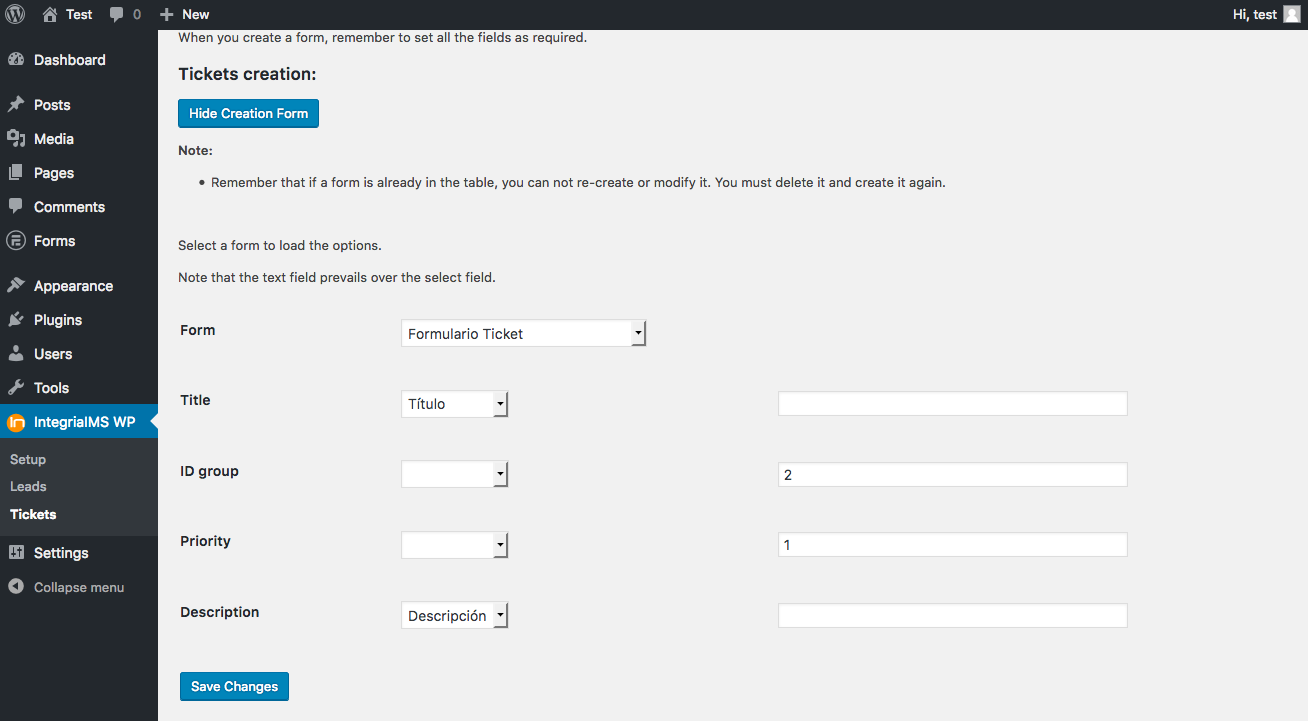 Test 0 New Hi, test
Dashboard
Posts
Media
Pages
Comments
Forms
Appearance
Plugins
Users
Tools
IntegriaIMS WP
Setup
Leads
Tickets
Settings
Collapse menu
When you create a form, remember to set all the fields as required.
Tickets creation:
Hide Creation Form
Note:
• Remember that if a form is already in the table, you can not re-create or modify it. You must delete it and create it again.
Select a form to load the options.
Note that the text field prevails over the select field.
Form Formulario Ticket
Title Título
ID group 2
Priority 1
Description Descripción
Save Changes